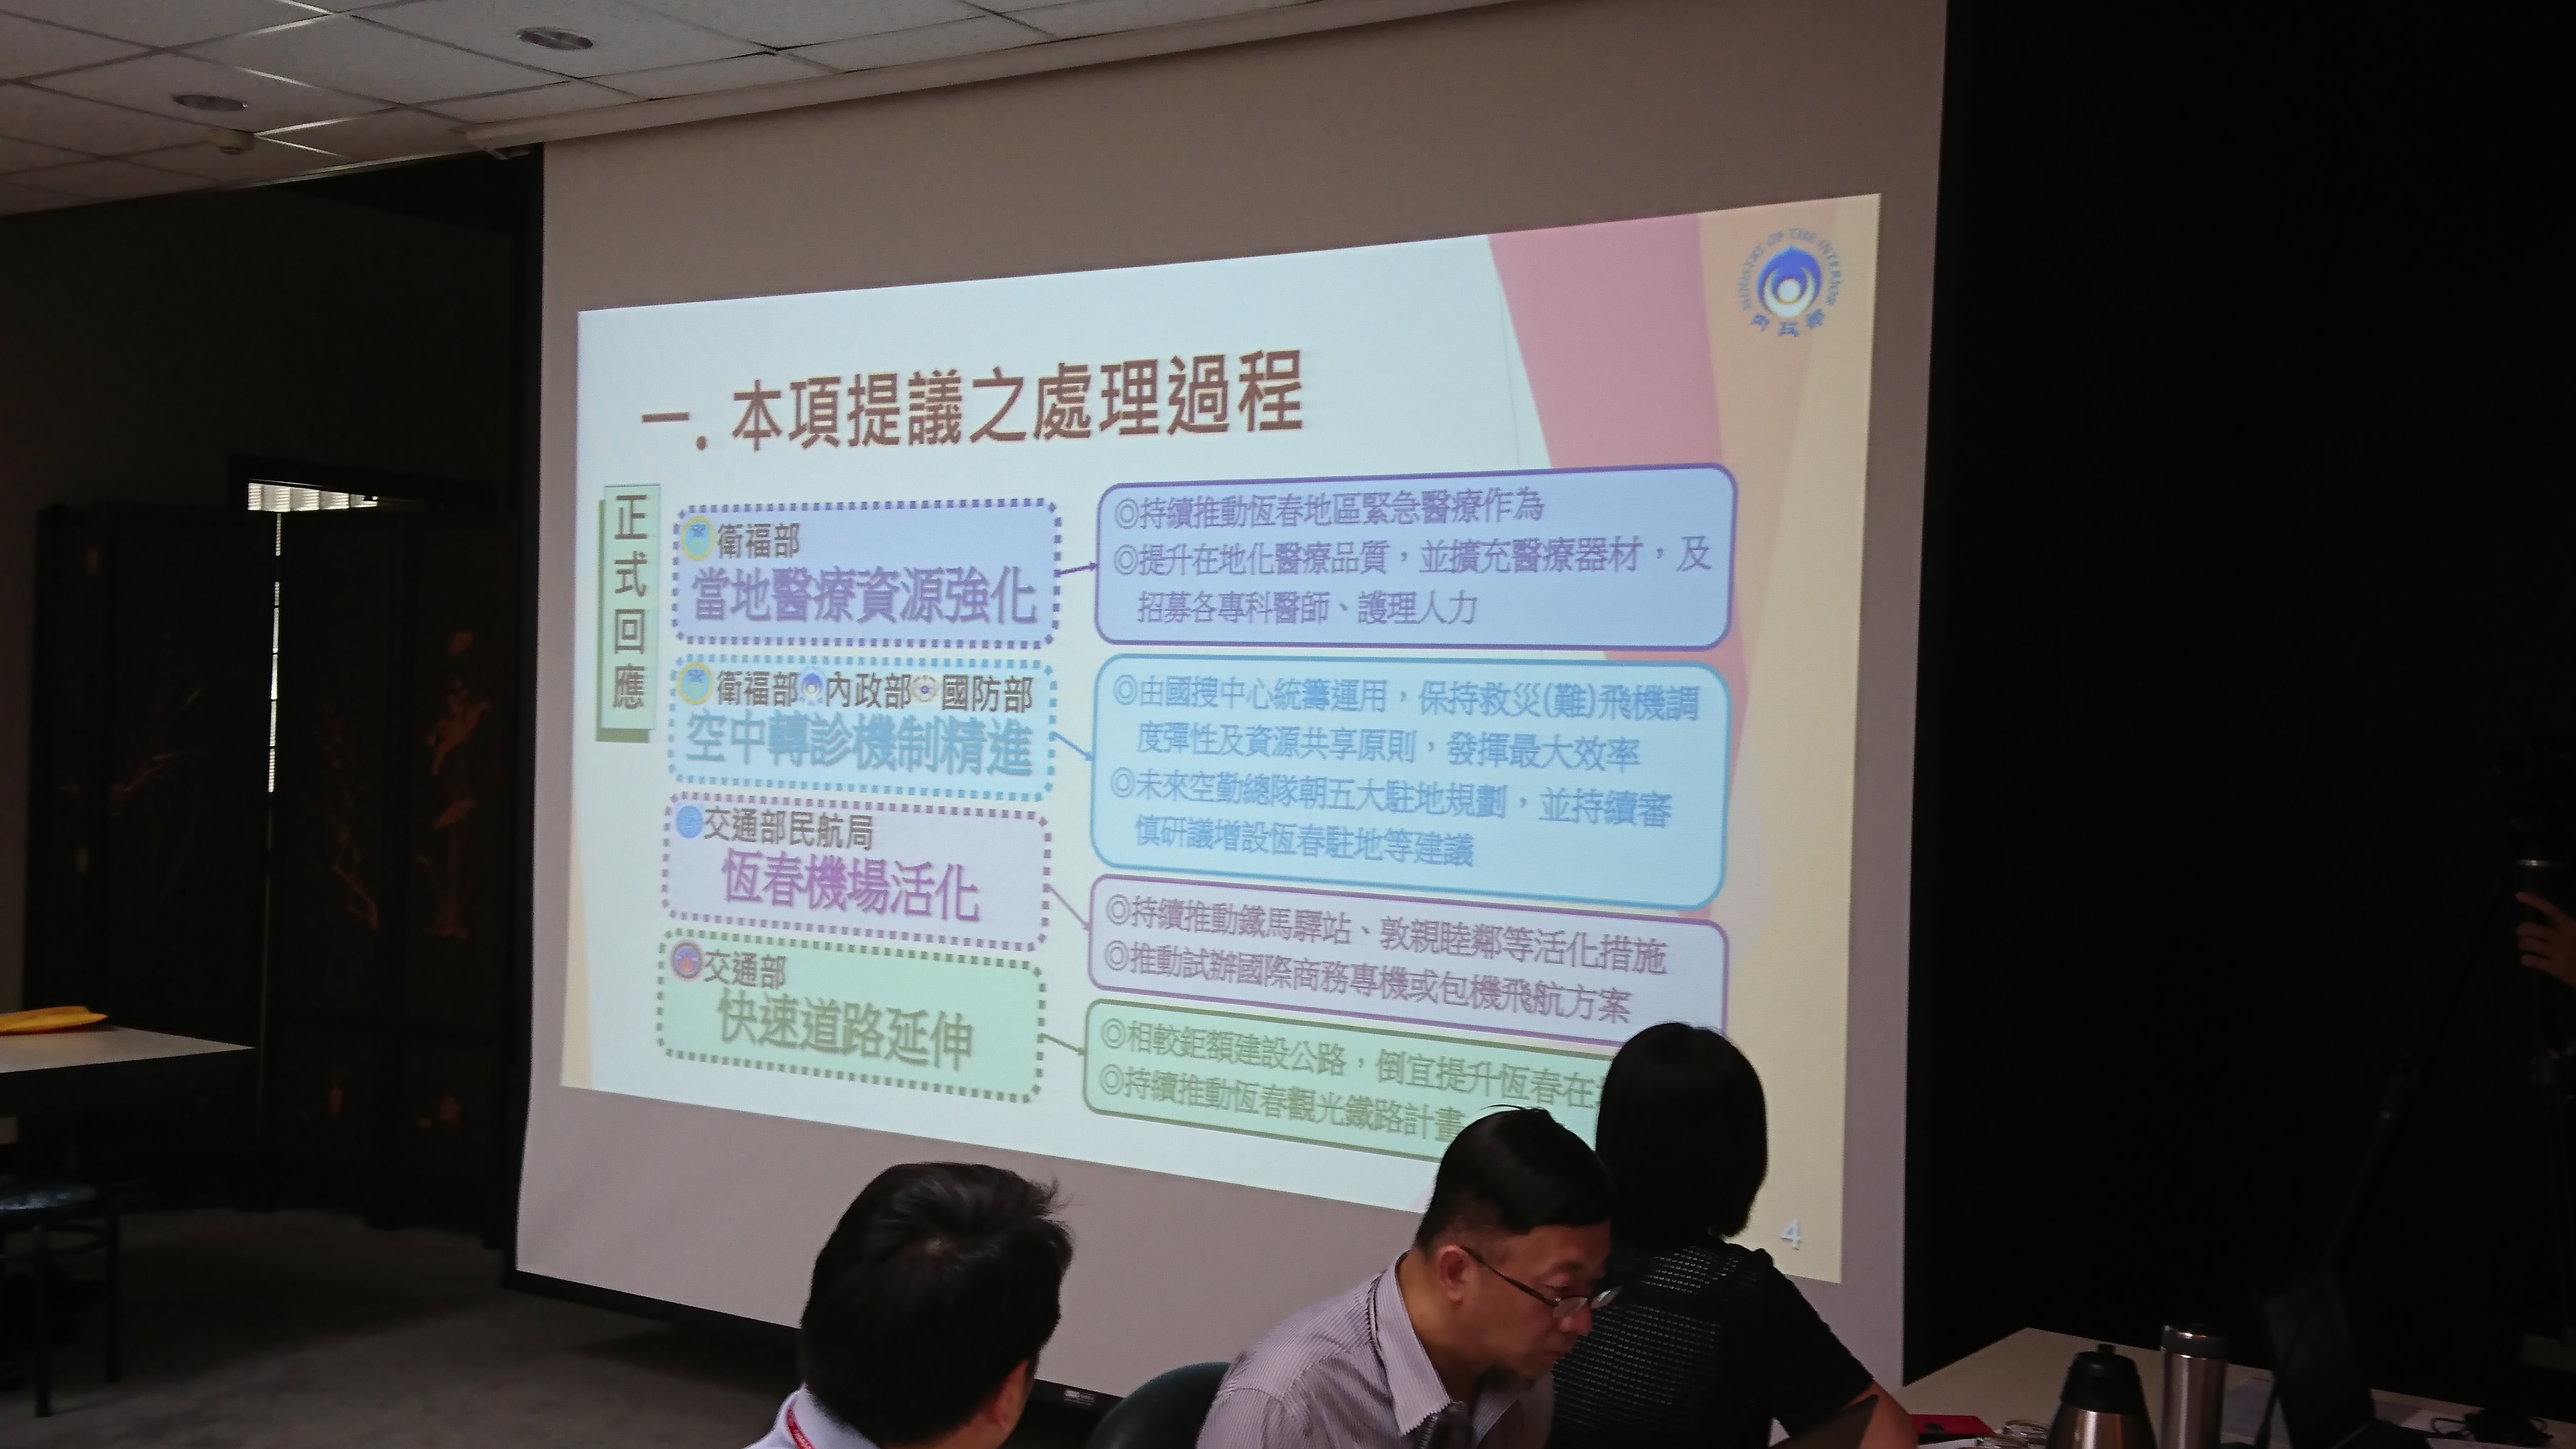 MINISTRY OF THE INTERIOR
內政部
一. 本項提議之處理過程
正式回應
衛福部
當地醫療資源強化
◎持續推動恆春地區緊急醫療作為
◎提升在地化醫療品質，並擴充醫療器材，及
招募各專科醫師、護理人力
衛福部 內政部 國防部
空中轉診機制精進
◎由國搜中心統籌運用，保持救災(難)飛機調
度彈性及資源共享原則，發揮最大效率
◎未來空勤總隊朝五大駐地規劃，並持續審
慎研議增設恆春駐地等建議
交通部民航局
恆春機場活化
◎持續推動鐵馬驛站、敦親睦鄰等活化措施
◎推動試辦國際商務專機或包機飛航方案
交通部
快速道路延伸
◎相較鉅額建設公路，倒宜提升恆春在
◎持續推動恆春觀光鐵路計畫
4